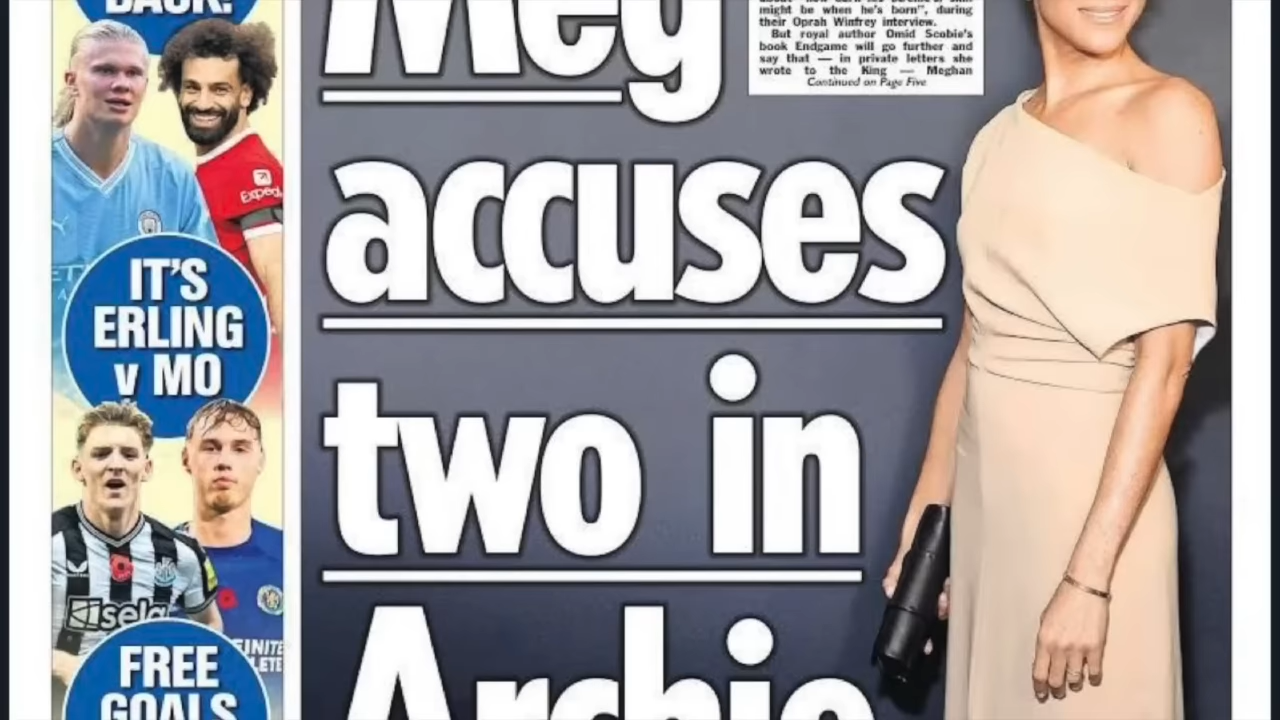 BACK!
Meg
might be when he's born", during
their Oprah Winfrey interview.
But royal author Omid Scobie's
book Endgame will go further and
say that — in private letters she
wrote to the King — Meghan
Continued on Page Five
accuses
two in
Archie
Exped
IT'S
ERLING
v MO
sela
FREE
GOALS